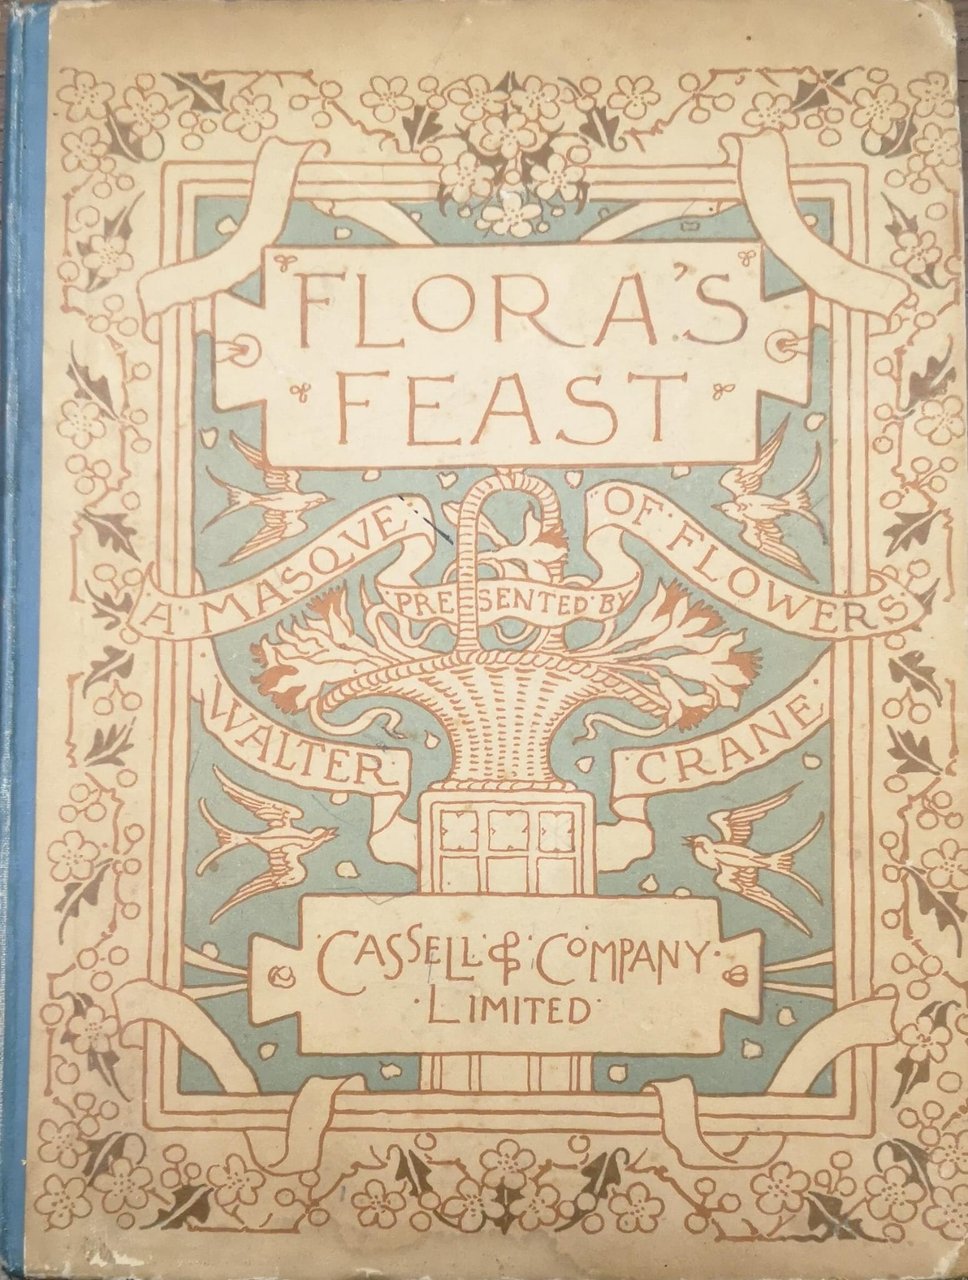 FLORA'S
FEAST
A MASQVE OF FLOWERS
PRESENTED BY
WALTER CRANE
CASSELL & COMPANY
LIMITED